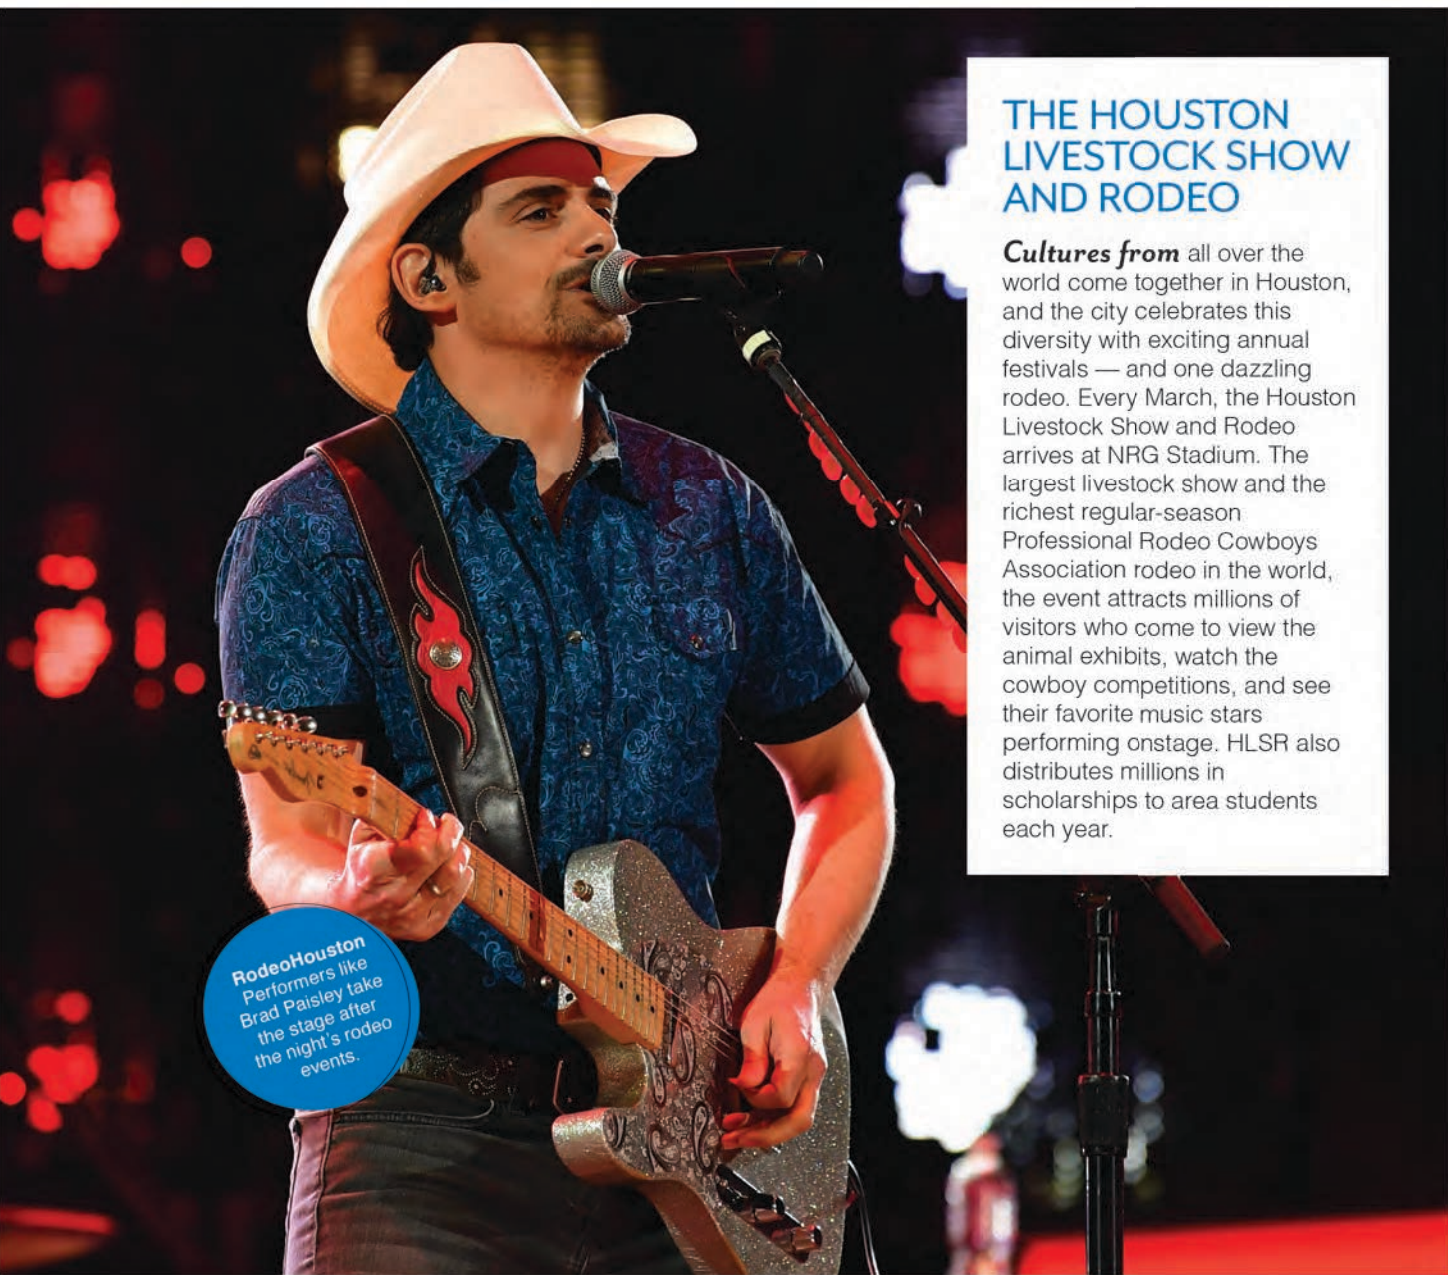 THE HOUSTON
LIVESTOCK SHOW
AND RODEO
Cultures from all over the
world come together in Houston,
and the city celebrates this
diversity with exciting annual
festivals — and one dazzling
rodeo. Every March, the Houston
Livestock Show and Rodeo
arrives at NRG Stadium. The
largest livestock show and the
richest regular-season
Professional Rodeo Cowboys
Association rodeo in the world,
the event attracts millions of
visitors who come to view the
animal exhibits, watch the
cowboy competitions, and see
their favorite music stars
performing onstage. HLSR also
distributes millions in
scholarships to area students
each year.
RodeoHouston
Performers like
Brad Paisley take
the stage after
the night's rodeo
events.